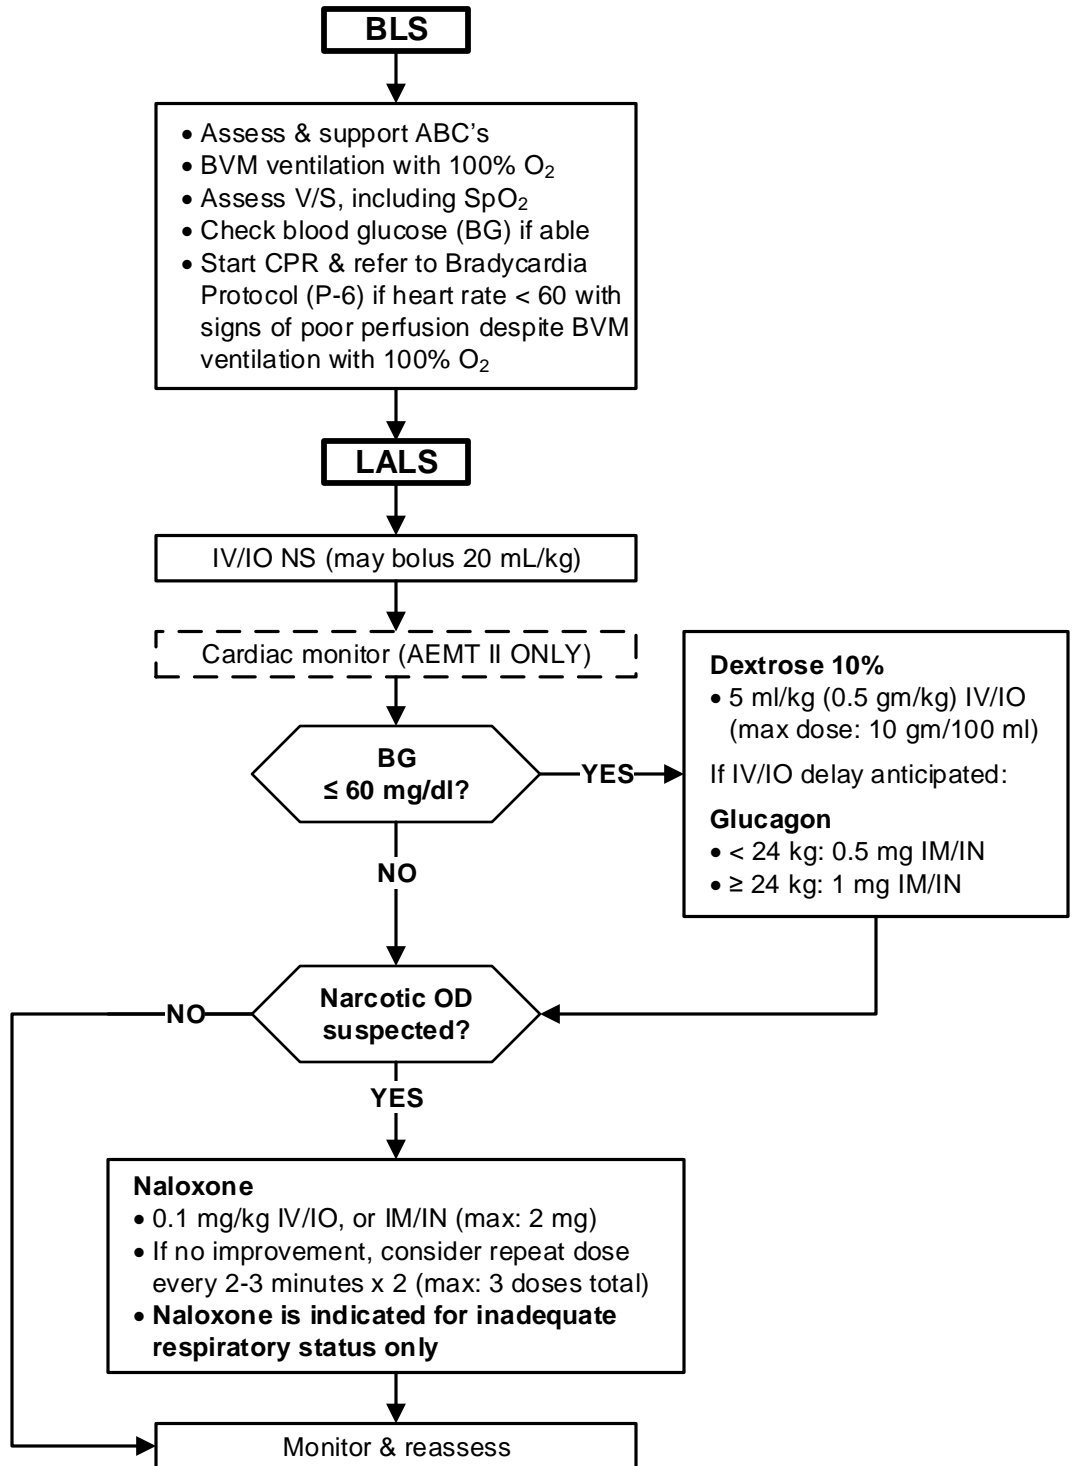 BLS
• Assess & support ABC's
• BVM ventilation with 100% O₂
• Assess V/S, including SpO₂
• Check blood glucose (BG) if able
• Start CPR & refer to Bradycardia
Protocol (P-6) if heart rate < 60 with
signs of poor perfusion despite BVM
ventilation with 100% O₂
LALS
IV/IO NS (may bolus 20 mL/kg)
Cardiac monitor (AEMT II ONLY)
BG
≤ 60 mg/dl?
YES
Dextrose 10%
• 5 ml/kg (0.5 gm/kg) IV/IO
(max dose: 10 gm/100 ml)
If IV/IO delay anticipated:
Glucagon
• < 24 kg: 0.5 mg IM/IN
• ≥ 24 kg: 1 mg IM/IN
NO
Narcotic OD
suspected?
NO
YES
Naloxone
• 0.1 mg/kg IV/IO, or IM/IN (max: 2 mg)
• If no improvement, consider repeat dose
every 2-3 minutes x 2 (max: 3 doses total)
• Naloxone is indicated for inadequate
respiratory status only
Monitor & reassess